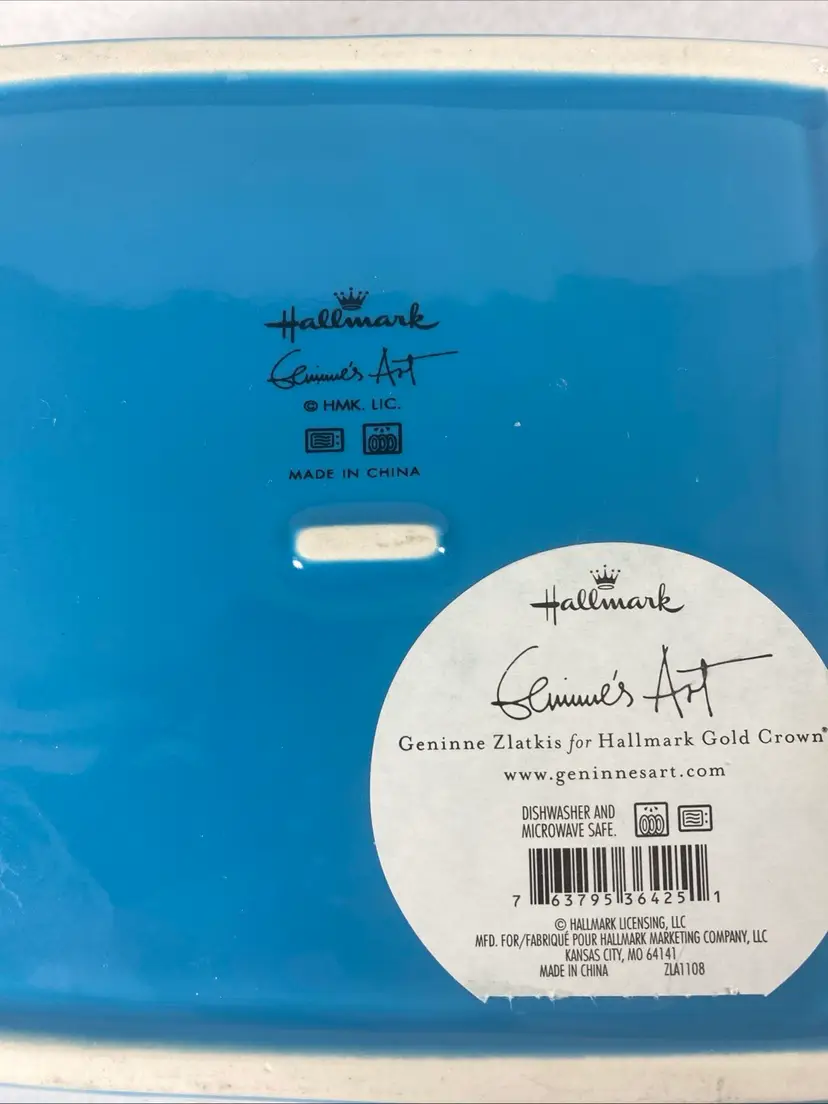 Hallmark
Geninne's Art
© HMK. LIC.
MADE IN CHINA
Hallmark
Geninne's Art
Geninne Zlatkis for Hallmark Gold Crown®
www.geninnesart.com
DISHWASHER AND
MICROWAVE SAFE.
7 63795 36425 1
© HALLMARK LICENSING, LLC
MFD. FOR/FABRIQUÉ POUR HALLMARK MARKETING COMPANY, LLC
KANSAS CITY, MO 64141
MADE IN CHINA ZLA1108